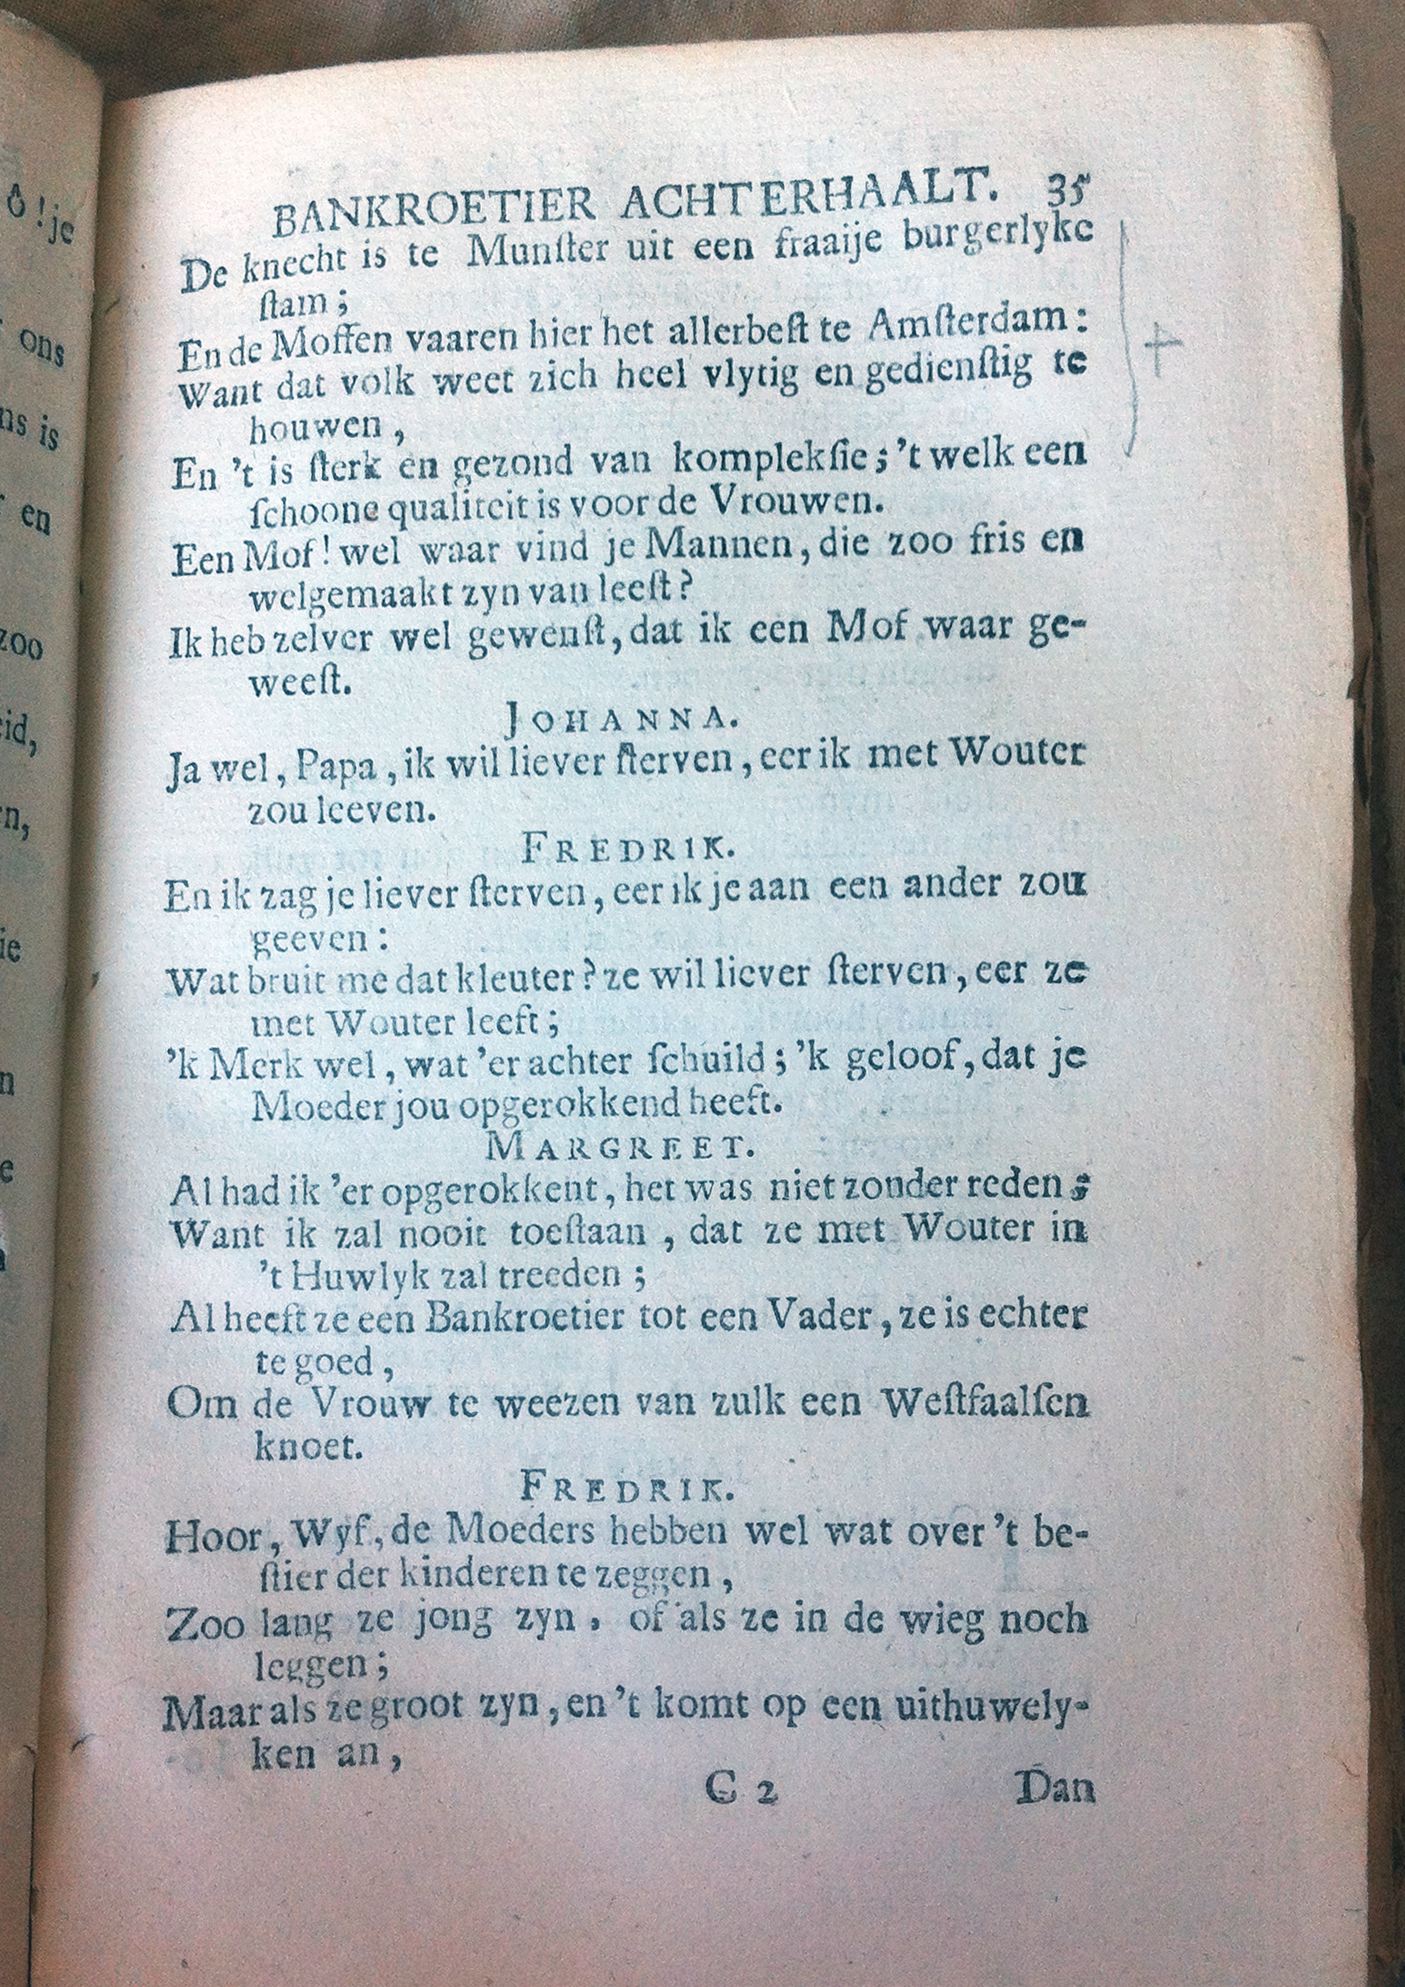 BANKROETIER ACHTERHAALT. 35
De knecht is te Munſter uit een fraaije burgerlyke
ſtam;
En de Moffen vaaren hier het allerbeſt te Amſterdam:
Want dat volk weet zich heel vlytig en gedienſtig te
houwen,
En 't is ſterk en gezond van komplekſie; 't welk een
ſchoone qualiteit is voor de Vrouwen.
Een Mof! wel waar vind je Mannen, die zoo fris en
welgemaakt zyn van leeſt?
Ik heb zelver wel gewenſt, dat ik een Mof waar ge-
weeſt.
JOHANNA.
Ja wel, Papa, ik wil liever ſterven, eer ik met Wouter
zou leeven.
FREDRIK.
En ik zag je liever ſterven, eer ik je aan een ander zou
geeven:
Wat bruit me dat kleuter? ze wil liever ſterven, eer ze
met Wouter leeft;
'k Merk wel, wat 'er achter ſchuild; 'k geloof, dat je
Moeder jou opgerokkend heeft.
MARGREET.
Al had ik 'er opgerokkent, het was niet zonder reden;
Want ik zal nooit toeſtaan, dat ze met Wouter in
't Huwlyk zal treeden;
Al heeft ze een Bankroetier tot een Vader, ze is echter
te goed,
Om de Vrouw te weezen van zulk een Weſtfaalſen
knoet.
FREDRIK.
Hoor, Wyf, de Moeders hebben wel wat over 't be-
ſtier der kinderen te zeggen,
Zoo lang ze jong zyn, of als ze in de wieg noch
leggen;
Maar als ze groot zyn, en 't komt op een uithuwely-
ken an,
C 2 Dan
ô! je
ons
ns is
en
zoo
eid,
n,
ie
n
e